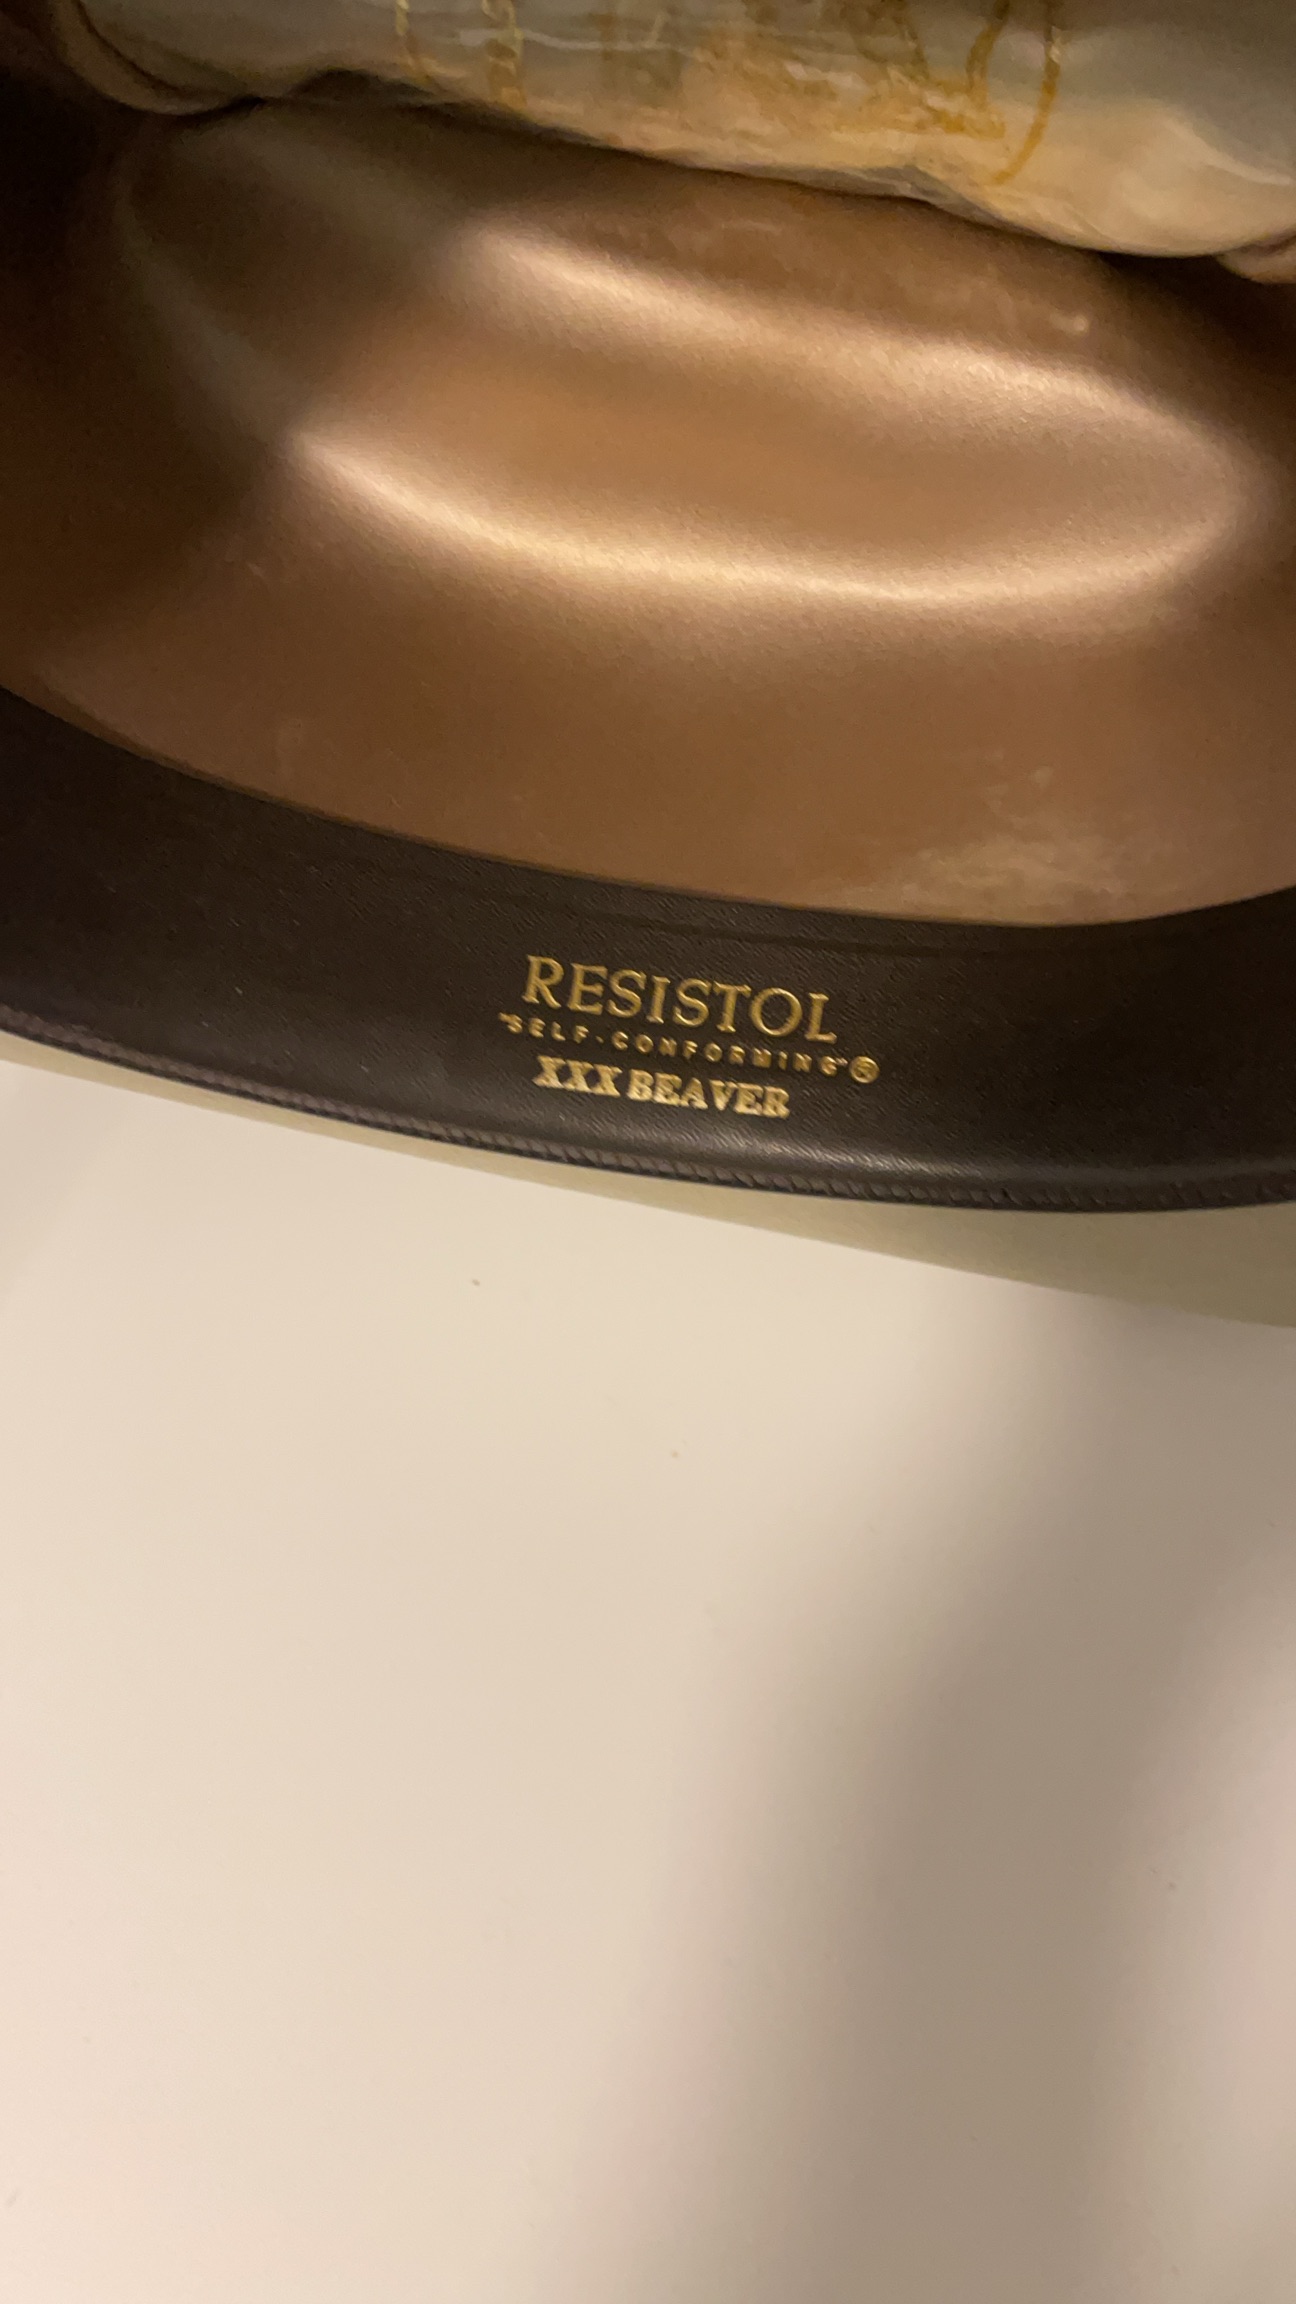 RESISTOL
"SELF-CONFORMING"®
XXX BEAVER